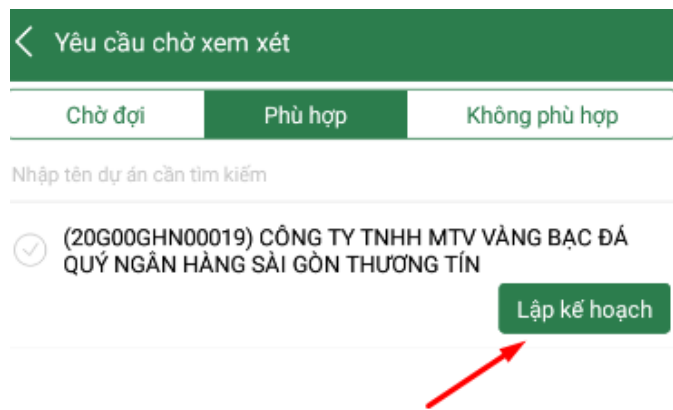 Yêu cầu chờ xem xét
Chờ đợi
Phù hợp
Không phù hợp
Nhập tên dự án cần tìm kiếm
(20G00GHN00019) CÔNG TY TNHH MTV VÀNG BẠC ĐÁ
QUÝ NGÂN HÀNG SÀI GÒN THƯƠNG TÍN
Lập kế hoạch